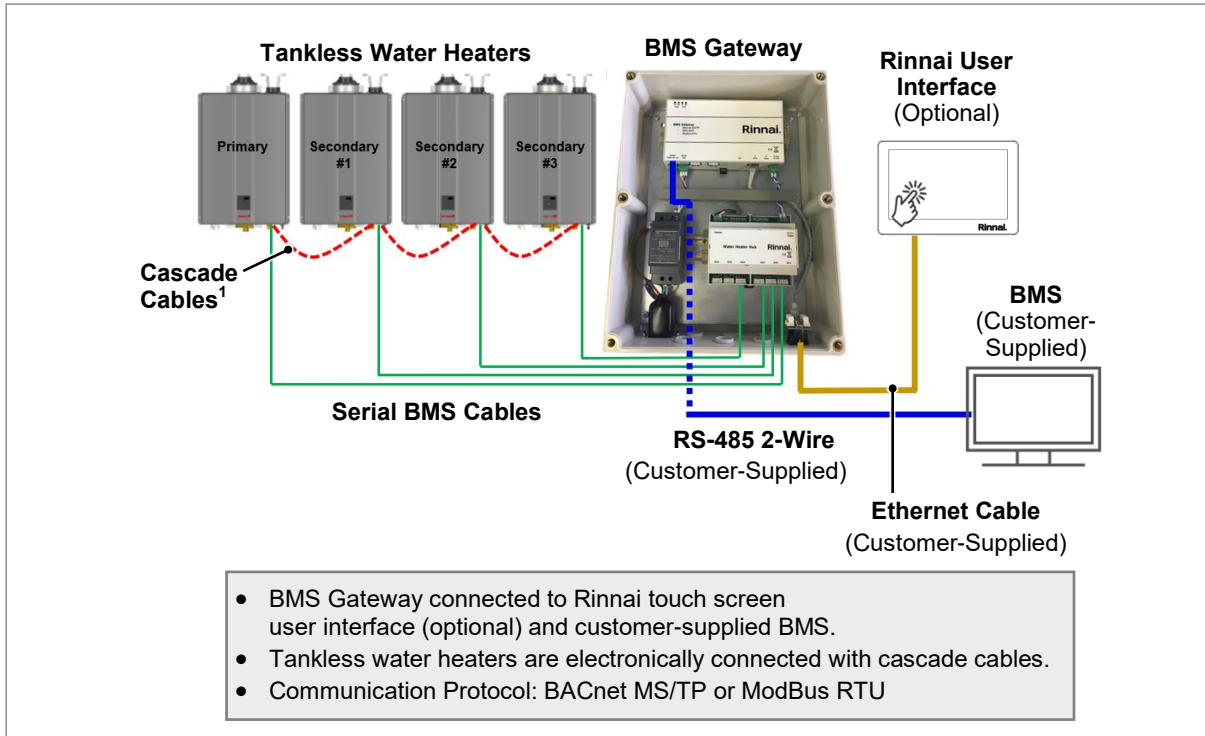 Tankless Water Heaters
BMS Gateway
Rinnai User
Interface
(Optional)
Primary
Secondary
#1
Secondary
#2
Secondary
#3
BMS Gateway
Rinnai.
Water Heater Hub
Rinnai.
Rinnai.
Cascade
Cables¹
BMS
(Customer-
Supplied)
Serial BMS Cables
RS-485 2-Wire
(Customer-Supplied)
Ethernet Cable
(Customer-Supplied)
• BMS Gateway connected to Rinnai touch screen
user interface (optional) and customer-supplied BMS.
• Tankless water heaters are electronically connected with cascade cables.
• Communication Protocol: BACnet MS/TP or ModBus RTU